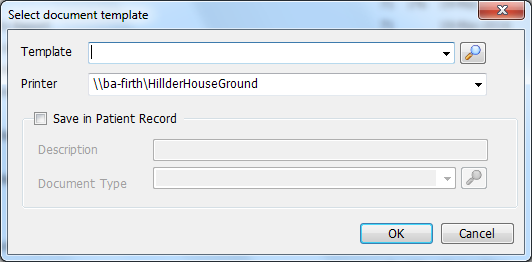 Select document template
Template
Printer \\ba-firth\HillderHouseGround
Save in Patient Record
Description
Document Type
OK Cancel